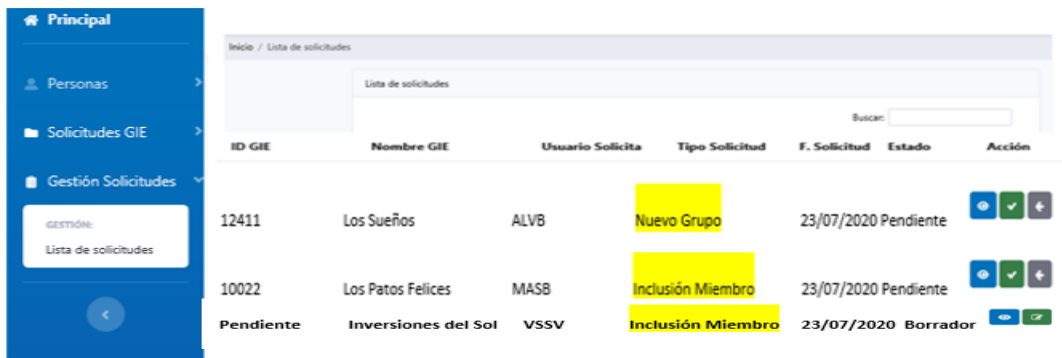 Principal
Inicio / Lista de solicitudes
Personas
Lista de solicitudes
Solicitudes GIE
Buscar:
ID GIE Nombre GIE Usuario Solicita Tipo Solicitud F. Solicitud Estado Acción
Gestión Solicitudes
GESTIÓN:
Lista de solicitudes
12411 Los Sueños ALVB Nuevo Grupo 23/07/2020 Pendiente
10022 Los Patos Felices MASB Inclusión Miembro 23/07/2020 Pendiente
Pendiente Inversiones del Sol VSSV Inclusión Miembro 23/07/2020 Borrador